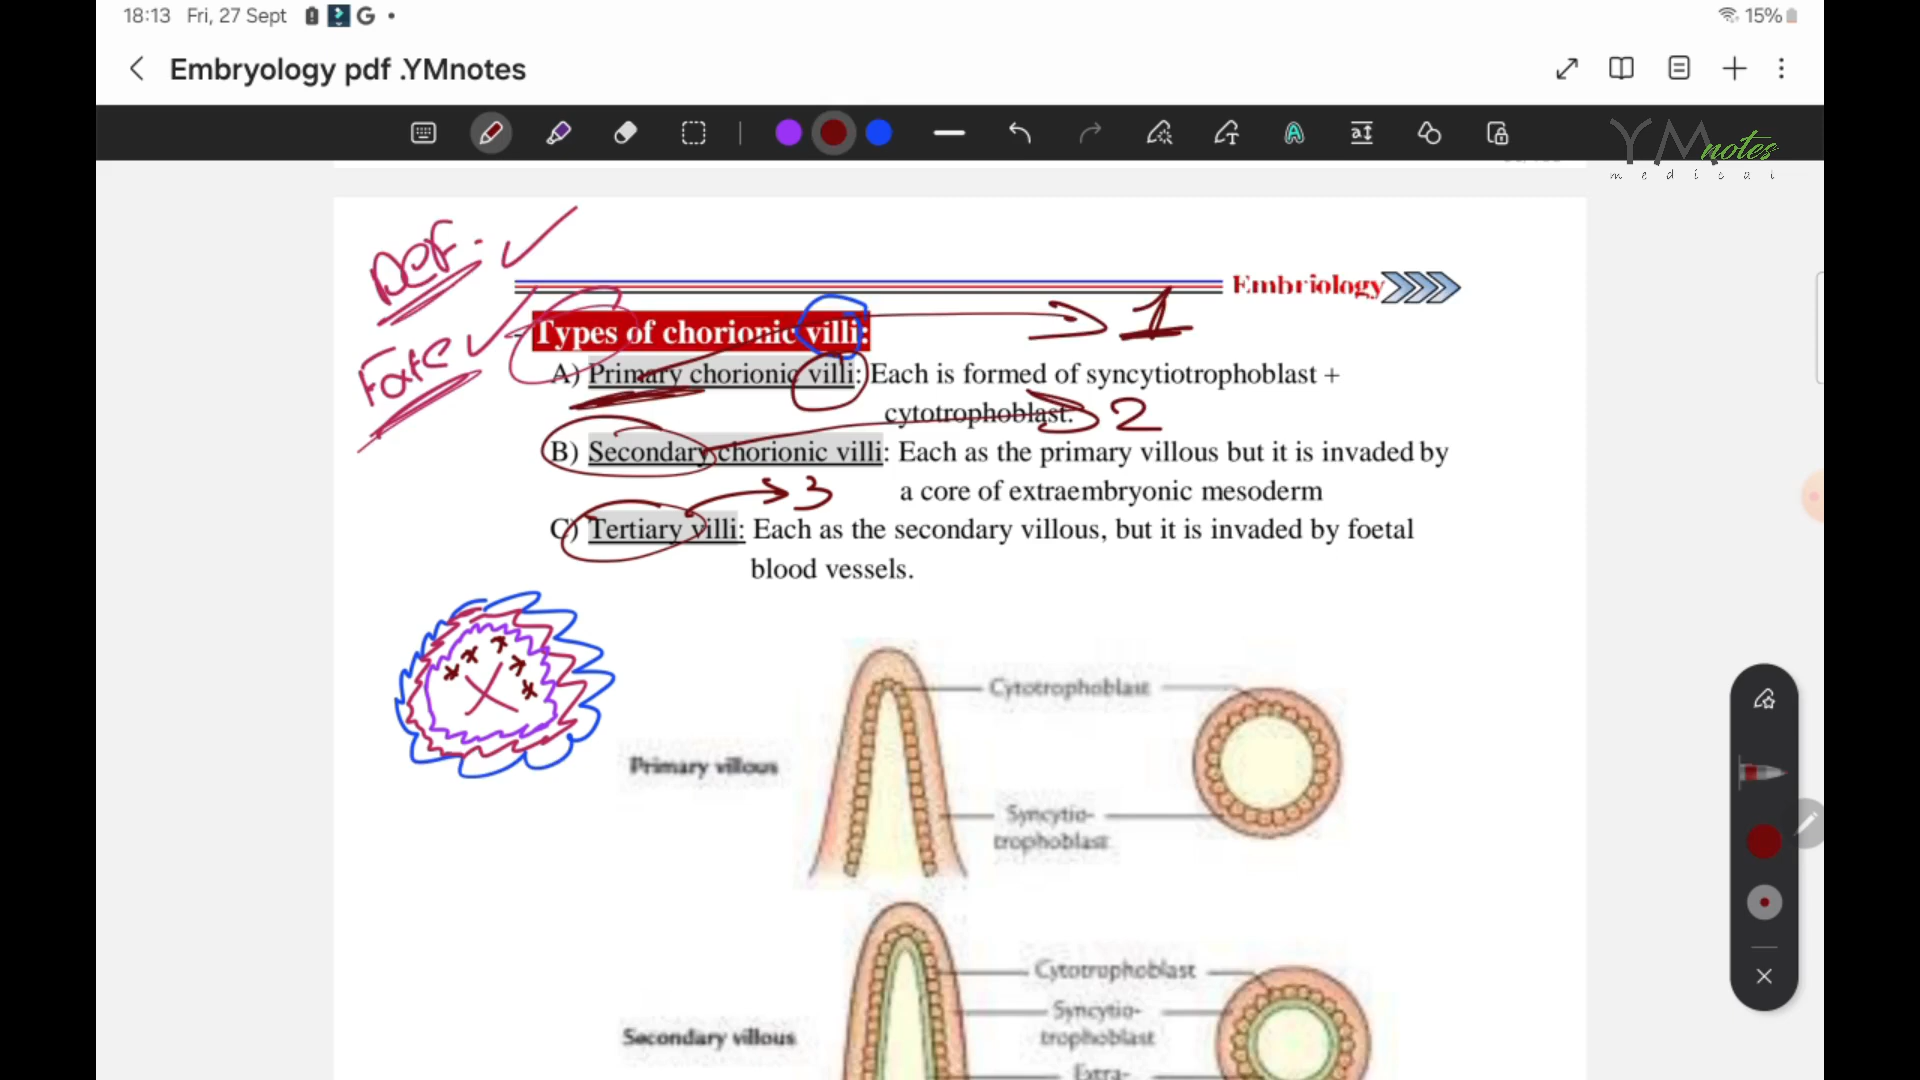 18:13 Fri, 27 Sept G 15%
Embryology pdf .YMnotes
YMnotes
medical
Def. ✓
Embriology
Fate ✓
- Types of chorionic villi: 1
A) Primary chorionic villi: Each is formed of syncytiotrophoblast +
cytotrophoblast. 2
B) Secondary chorionic villi: Each as the primary villous but it is invaded by
a core of extraembryonic mesoderm
3
C) Tertiary villi: Each as the secondary villous, but it is invaded by foetal
blood vessels.
Cytotrophoblast
Primary villous
Syncytio-
trophoblast
Cytotrophoblast
Syncytio-
Secondary villous
trophoblast
Extra-